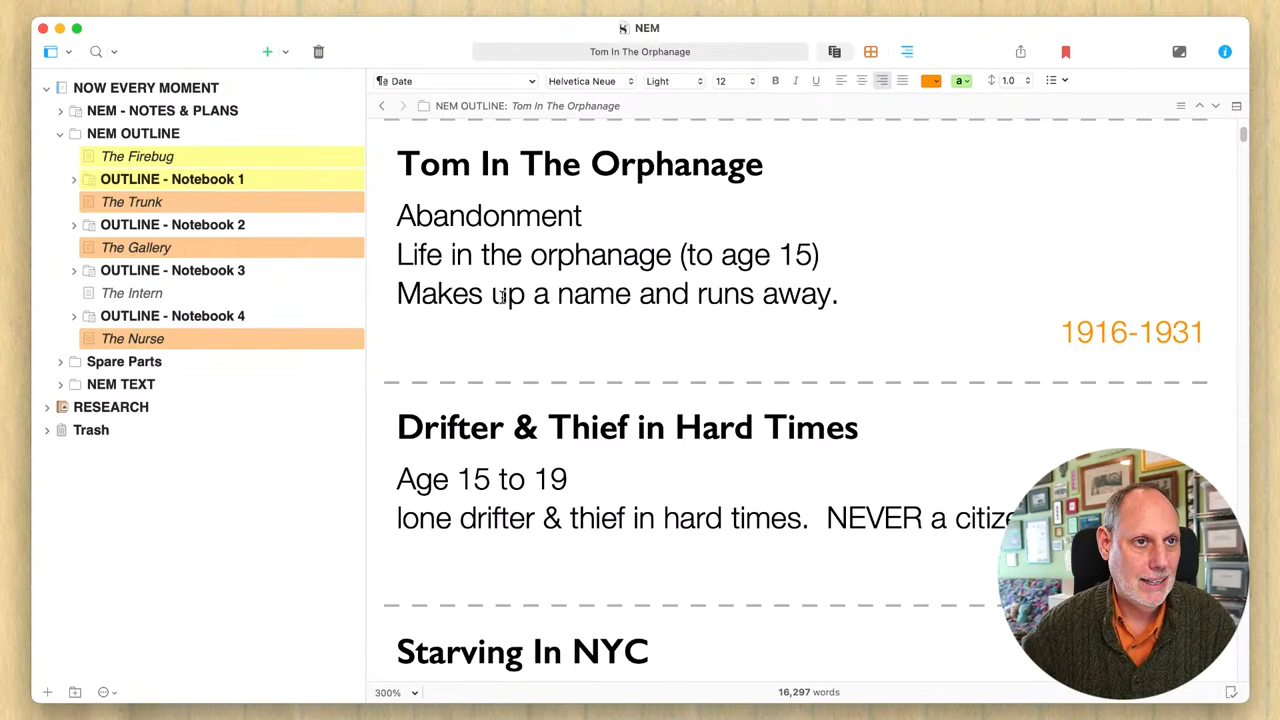 NEM
Tom In The Orphanage
¶a Date
Helvetica Neue
Light
12
B
I
U
a
1.0
NEM OUTLINE: Tom In The Orphanage
NOW EVERY MOMENT
NEM - NOTES & PLANS
NEM OUTLINE
The Firebug
OUTLINE - Notebook 1
The Trunk
OUTLINE - Notebook 2
The Gallery
OUTLINE - Notebook 3
The Intern
OUTLINE - Notebook 4
The Nurse
Spare Parts
NEM TEXT
RESEARCH
Trash
Tom In The Orphanage
Abandonment
Life in the orphanage (to age 15)
Makes up a name and runs away.
1916-1931
Drifter & Thief in Hard Times
Age 15 to 19
lone drifter & thief in hard times.  NEVER a
Starving In NYC
300%
16,297 words